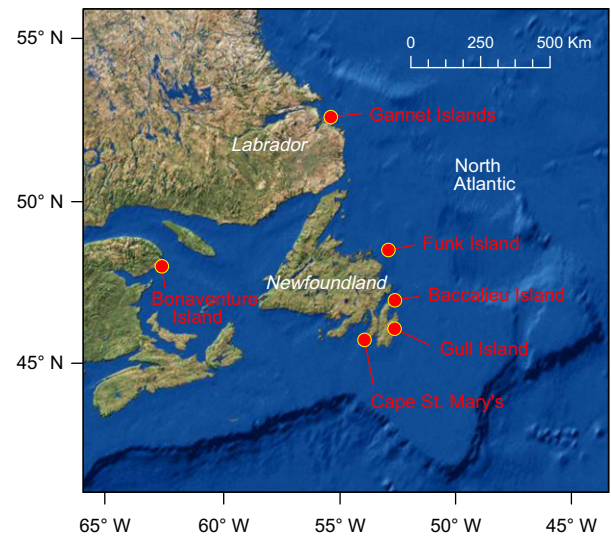 55° N
0 250 500 Km
Gannet Islands
Labrador
North
Atlantic
50° N
Funk Island
Newfoundland
Baccalieu Island
Bonaventure
Island
Gull Island
45° N
Cape St. Mary's
65° W 60° W 55° W 50° W 45° W